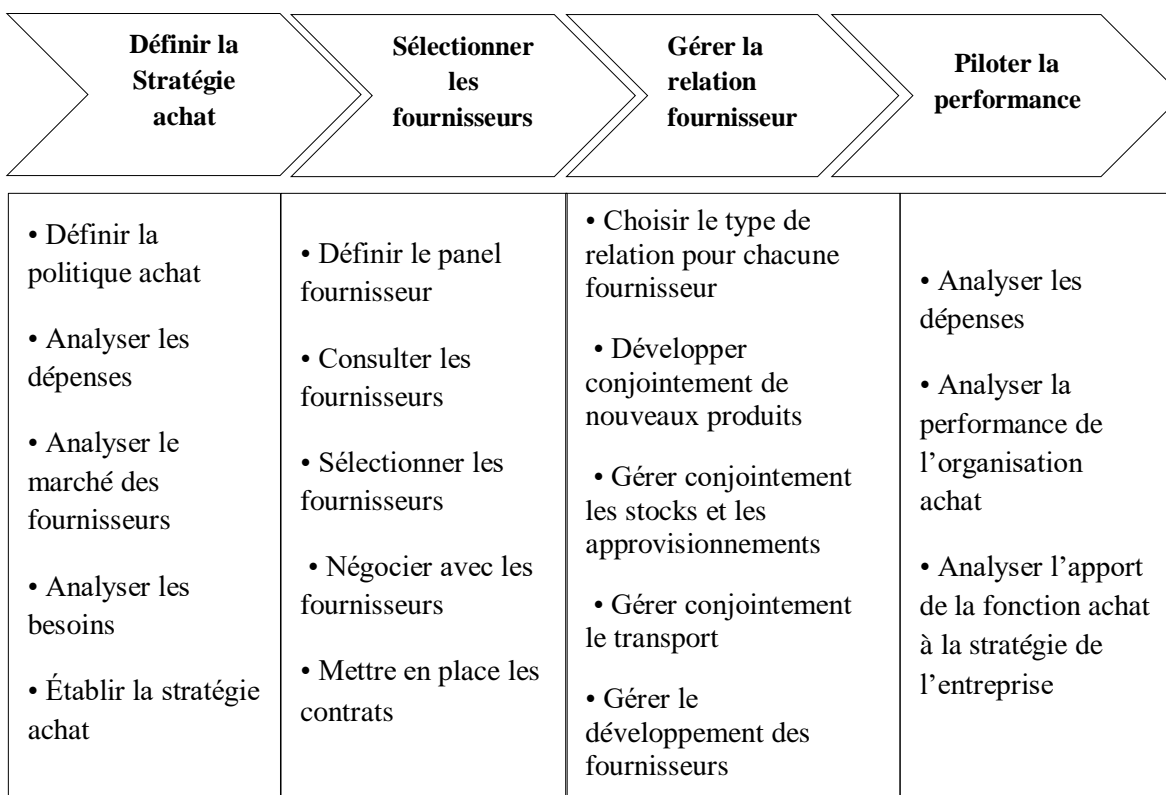 Définir la
Stratégie
achat
Sélectionner
les
fournisseurs
Gérer la
relation
fournisseur
Piloter la
performance
• Définir la
politique achat
• Analyser les
dépenses
• Analyser le
marché des
fournisseurs
• Analyser les
besoins
• Établir la stratégie
achat
• Définir le panel
fournisseur
• Consulter les
fournisseurs
• Sélectionner les
fournisseurs
• Négocier avec les
fournisseurs
• Mettre en place les
contrats
• Choisir le type de
relation pour chacune
fournisseur
• Développer
conjointement de
nouveaux produits
• Gérer conjointement
les stocks et les
approvisionnements
• Gérer conjointement
le transport
• Gérer le
développement des
fournisseurs
• Analyser les
dépenses
• Analyser la
performance de
l’organisation
achat
• Analyser l’apport
de la fonction achat
à la stratégie de
l’entreprise